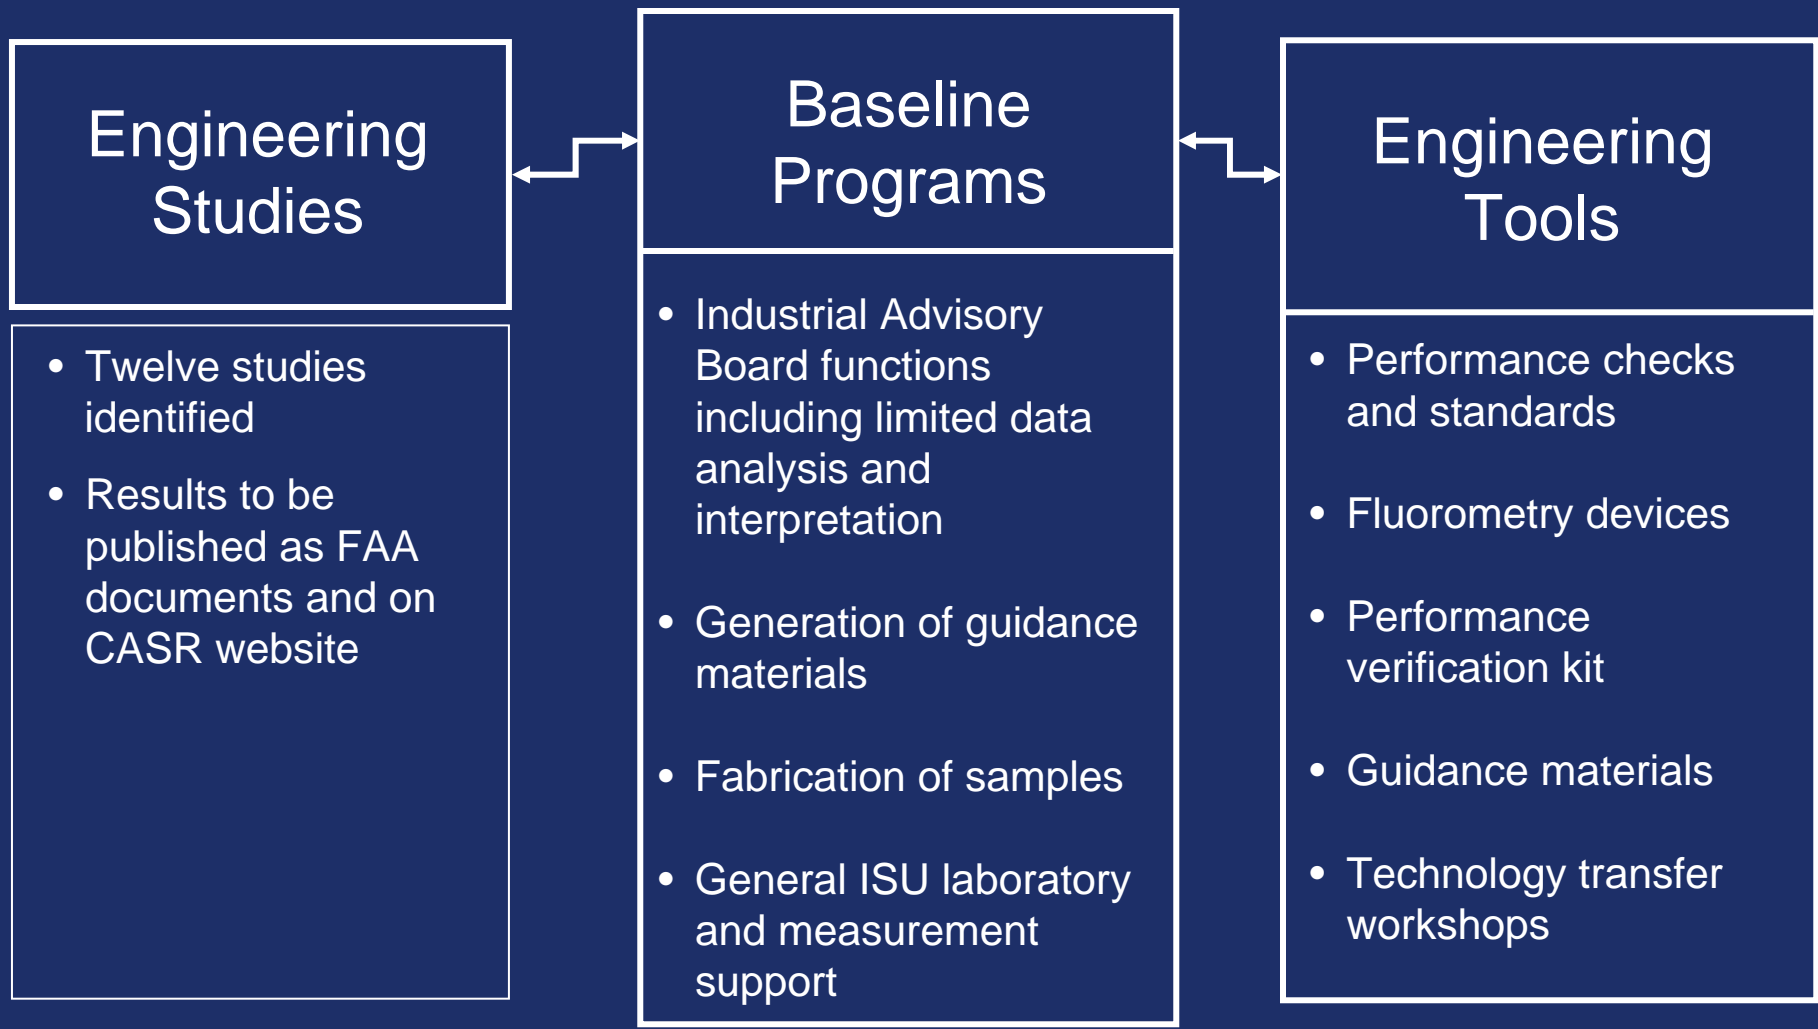 Engineering
Studies
• Twelve studies
identified
• Results to be
published as FAA
documents and on
CASR website
Baseline
Programs
• Industrial Advisory
Board functions
including limited data
analysis and
interpretation
• Generation of guidance
materials
• Fabrication of samples
• General ISU laboratory
and measurement
support
Engineering
Tools
• Performance checks
and standards
• Fluorometry devices
• Performance
verification kit
• Guidance materials
• Technology transfer
workshops